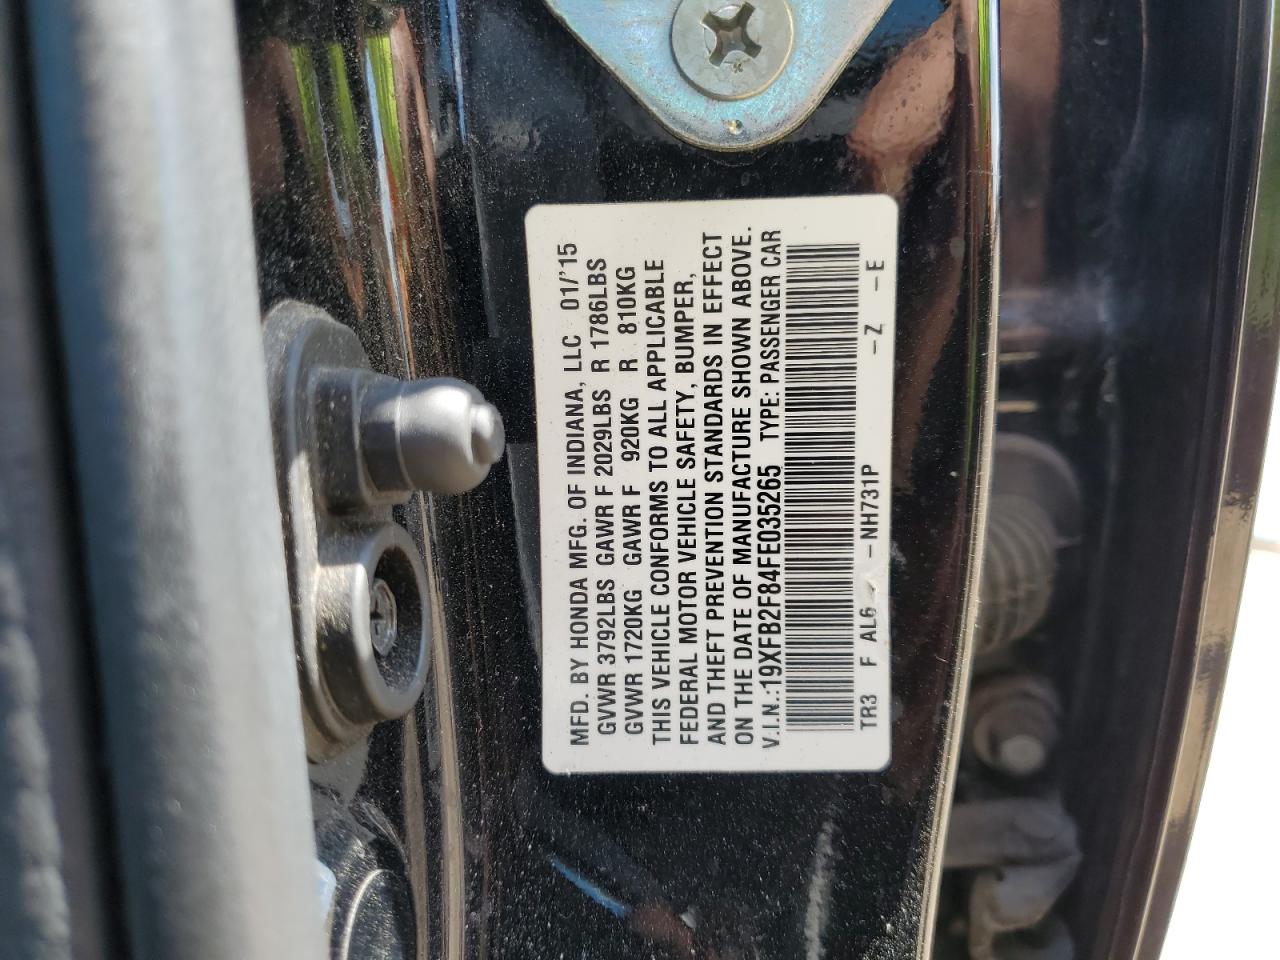 MFD. BY HONDA MFG. OF INDIANA, LLC 01/'15
GVWR 3792LBS GAWR F 2029LBS R 1786LBS
GVWR 1720KG GAWR F 920KG R 810KG
THIS VEHICLE CONFORMS TO ALL APPLICABLE
FEDERAL MOTOR VEHICLE SAFETY, BUMPER,
AND THEFT PREVENTION STANDARDS IN EFFECT
ON THE DATE OF MANUFACTURE SHOWN ABOVE.
V.I.N.:19XFB2F84FE035265 TYPE: PASSENGER CAR
TR3 F AL6 -NH731P -Z -E